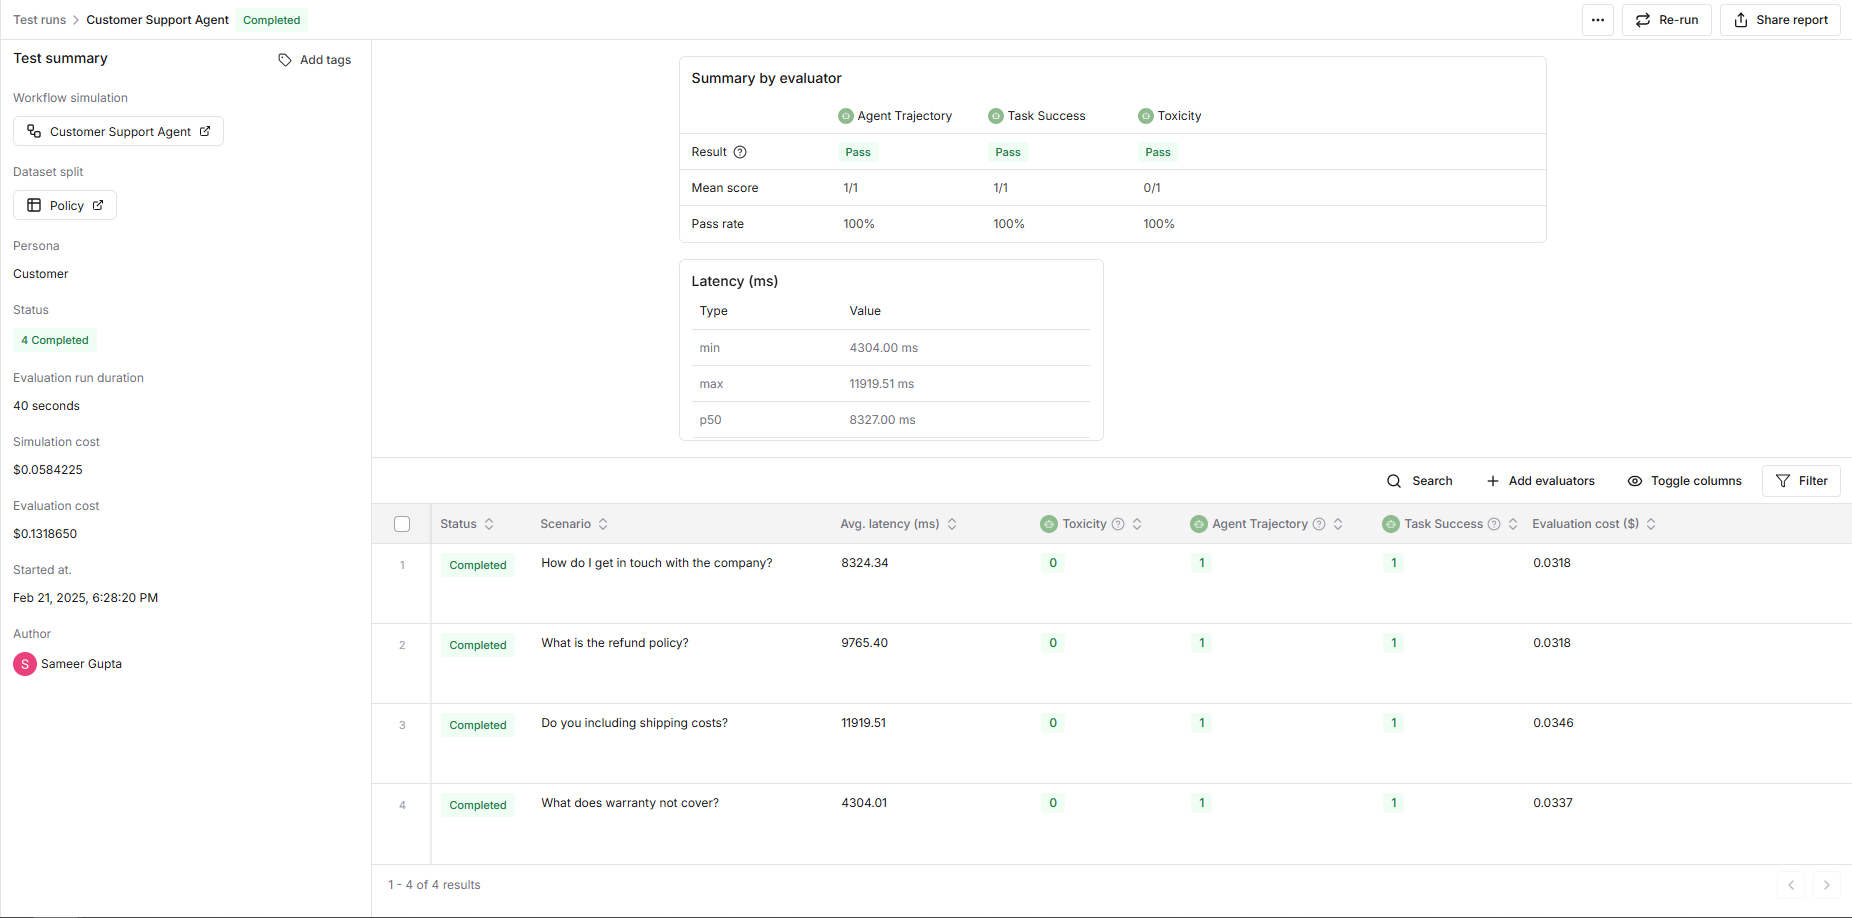 Test runs > Customer Support Agent Completed
Re-run
Share report
Test summary
Add tags
Workflow simulation
Customer Support Agent
Dataset split
Policy
Persona
Customer
Status
4 Completed
Evaluation run duration
40 seconds
Simulation cost
$0.0584225
Evaluation cost
$0.1318650
Started at.
Feb 21, 2025, 6:28:20 PM
Author
S Sameer Gupta
Summary by evaluator
Agent Trajectory Task Success Toxicity
Result Pass Pass Pass
Mean score 1/1 1/1 0/1
Pass rate 100% 100% 100%
Latency (ms)
Type Value
min 4304.00 ms
max 11919.51 ms
p50 8327.00 ms
Search Add evaluators Toggle columns Filter
Status Scenario Avg. latency (ms) Toxicity Agent Trajectory Task Success Evaluation cost ($)
1 Completed How do I get in touch with the company? 8324.34 0 1 1 0.0318
2 Completed What is the refund policy? 9765.40 0 1 1 0.0318
3 Completed Do you including shipping costs? 11919.51 0 1 1 0.0346
4 Completed What does warranty not cover? 4304.01 0 1 1 0.0337
1 - 4 of 4 results